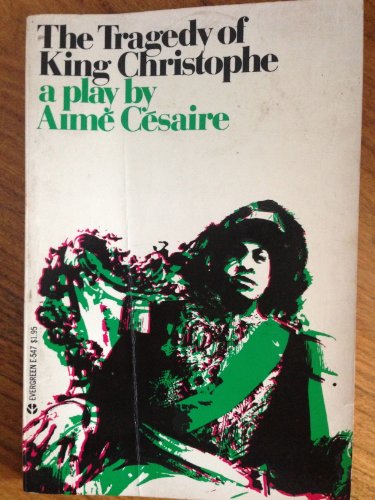 The Tragedy of
King Christophe
a play by
Aimé Césaire
EVERGREEN E-547 $1.95